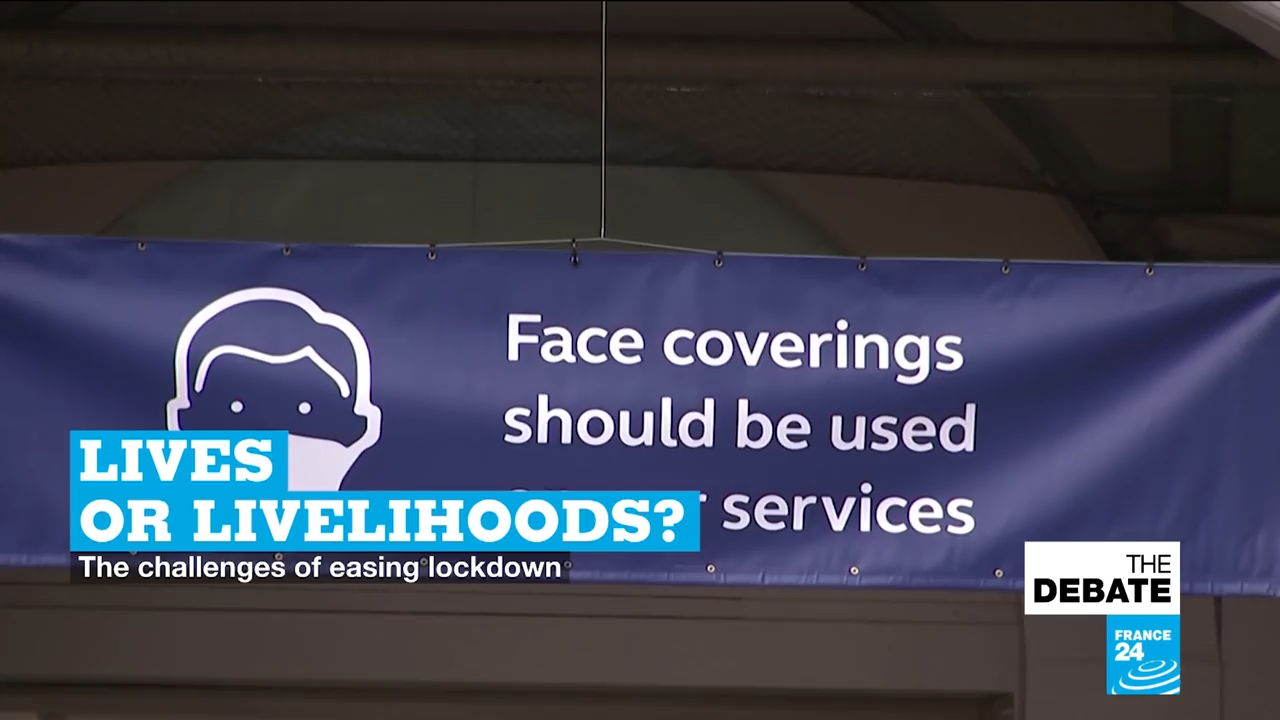 Face coverings
should be used
services
LIVES
OR LIVELIHOODS?
The challenges of easing lockdown
THE
DEBATE
FRANCE
24